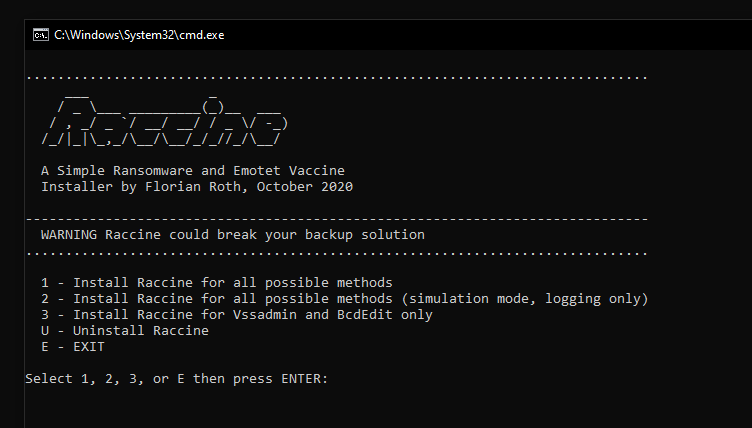 C:\Windows\System32\cmd.exe
Raccine
A Simple Ransomware and Emotet Vaccine
Installer by Florian Roth, October 2020
WARNING Raccine could break your backup solution
1 - Install Raccine for all possible methods
2 - Install Raccine for all possible methods (simulation mode, logging only)
3 - Install Raccine for Vssadmin and BcdEdit only
U - Uninstall Raccine
E - EXIT
Select 1, 2, 3, or E then press ENTER: